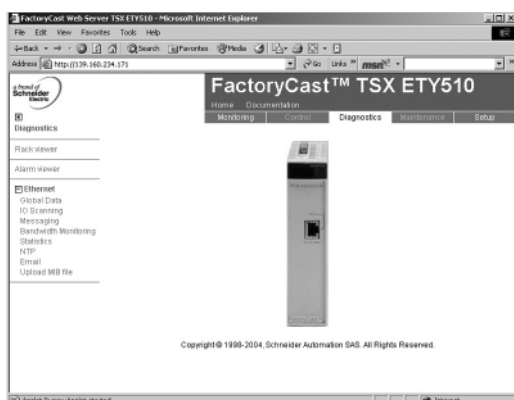 FactoryCast Web Server TSX ETY510 - Microsoft Internet Explorer
File Edit View Favorites Tools Help
Back Search Favorites Media
Address http://139.160.234.171 Go Links msn
a brand of
Schneider
Electric
FactoryCast™ TSX ETY510
Home Documentation
Monitoring Control Diagnostics Maintenance Setup
Diagnostics
Rack viewer
Alarm viewer
Ethernet
Global Data
IO Scanning
Messaging
Bandwidth Monitoring
Statistics
NTP
Email
Upload MIB file
Copyright © 1998-2004, Schneider Automation SAS. All Rights Reserved.
Internet